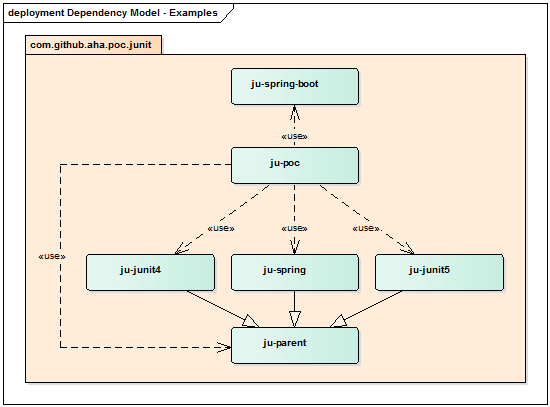 deployment Dependency Model - Examples
com.github.aha.poc.junit
ju-spring-boot
«use»
ju-poc
«use»
«use»
«use»
«use»
ju-junit4
ju-spring
ju-junit5
ju-parent